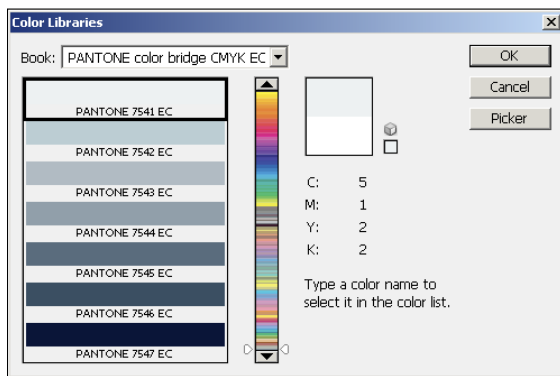 Color Libraries
Book: PANTONE color bridge CMYK EC
OK
Cancel
Picker
PANTONE 7541 EC
PANTONE 7542 EC
PANTONE 7543 EC
PANTONE 7544 EC
PANTONE 7545 EC
PANTONE 7546 EC
PANTONE 7547 EC
C: 5
M: 1
Y: 2
K: 2
Type a color name to
select it in the color list.